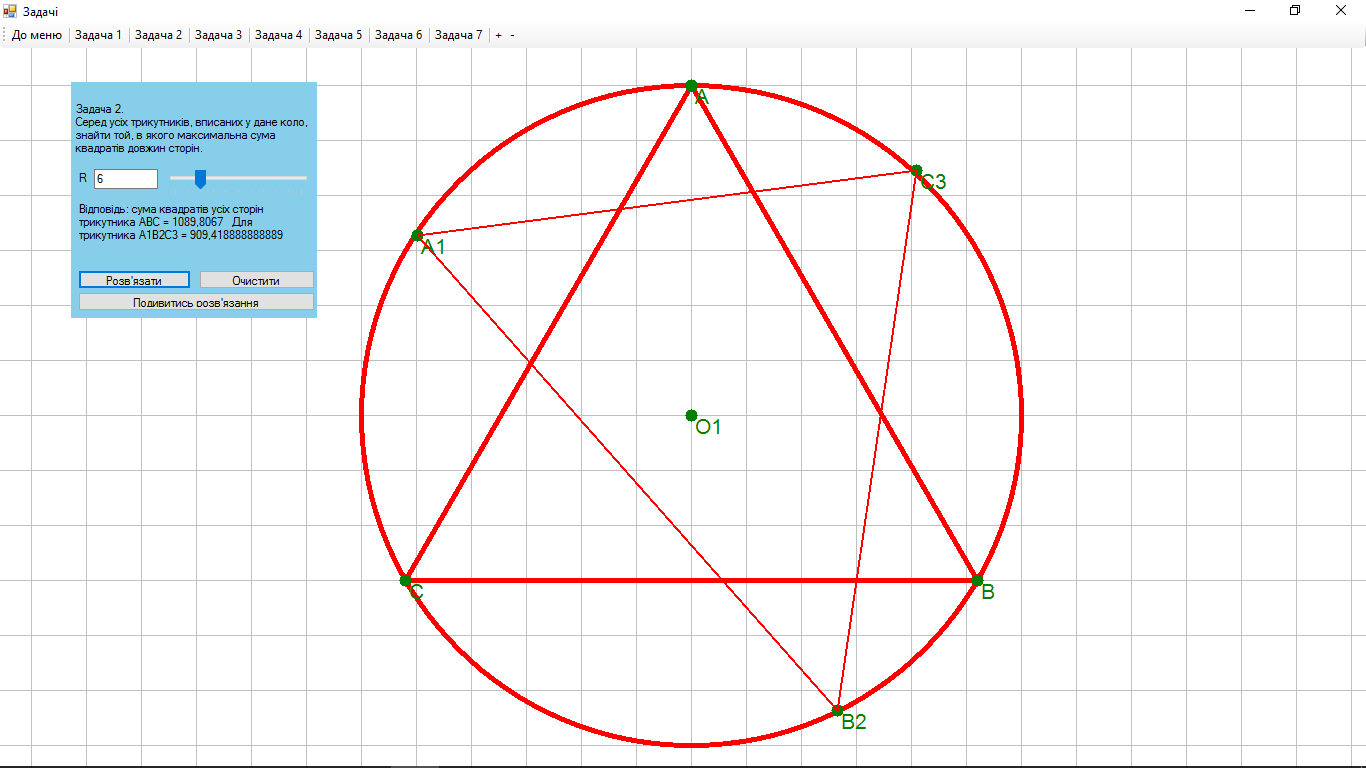 Задачі
До меню Задача 1 Задача 2 Задача 3 Задача 4 Задача 5 Задача 6 Задача 7 + -
Задача 2.
Серед усіх трикутників, вписаних у дане коло,
знайти той, в якого максимальна сума
квадратів довжин сторін.
R 6
Відповідь: сума квадратів усіх сторін
трикутника ABC = 1089,8067 Для
трикутника A1B2C3 = 909,418888888889
Розв'язати Очистити
Подивитись розв'язання
A
C3
A1
O1
C
B
B2